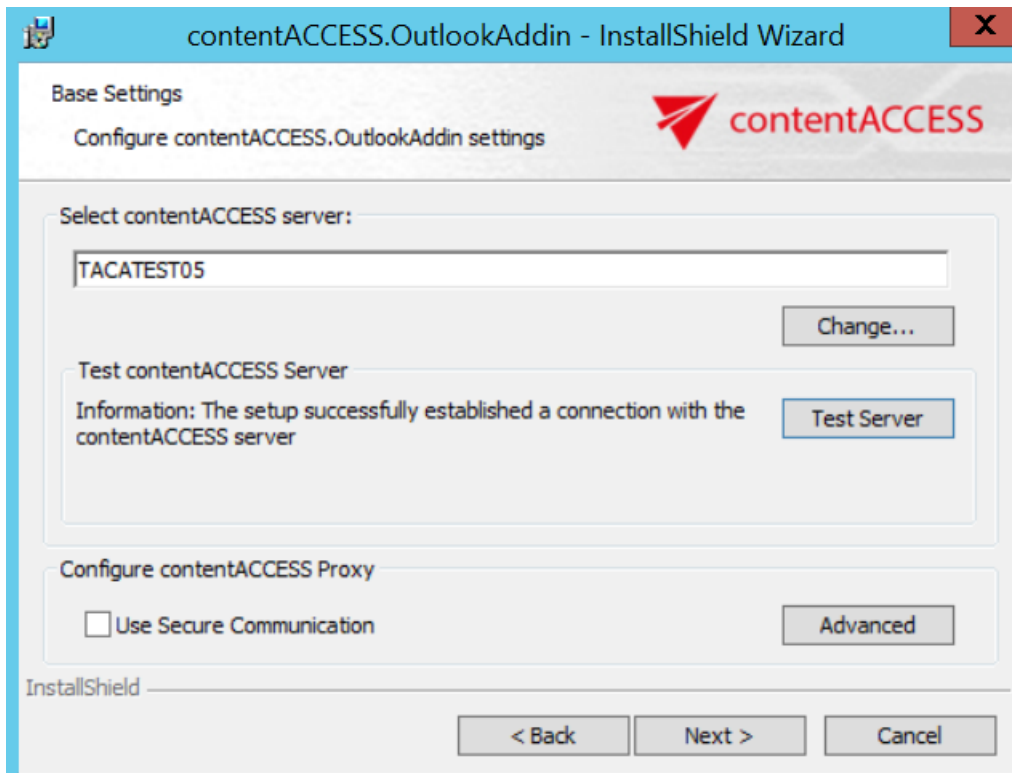 contentACCESS.OutlookAddin - InstallShield Wizard
X
Base Settings
Configure contentACCESS.OutlookAddin settings
contentACCESS
Select contentACCESS server:
TACATEST05
Change...
Test contentACCESS Server
Information: The setup successfully established a connection with the
contentACCESS server
Test Server
Configure contentACCESS Proxy
Use Secure Communication
Advanced
InstallShield
< Back
Next >
Cancel